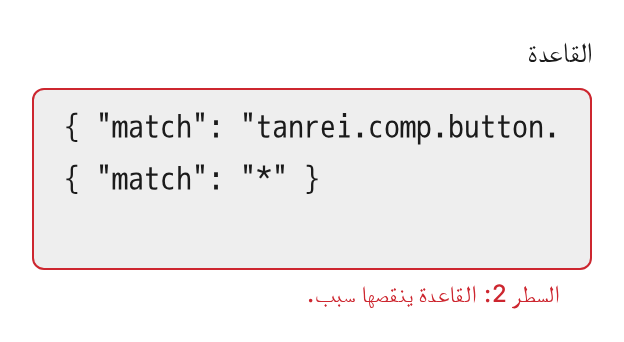 القاعدة
{ "match": "tanrei.comp.button.
{ "match": "*" }
السطر 2: القاعدة ينقصها سبب.